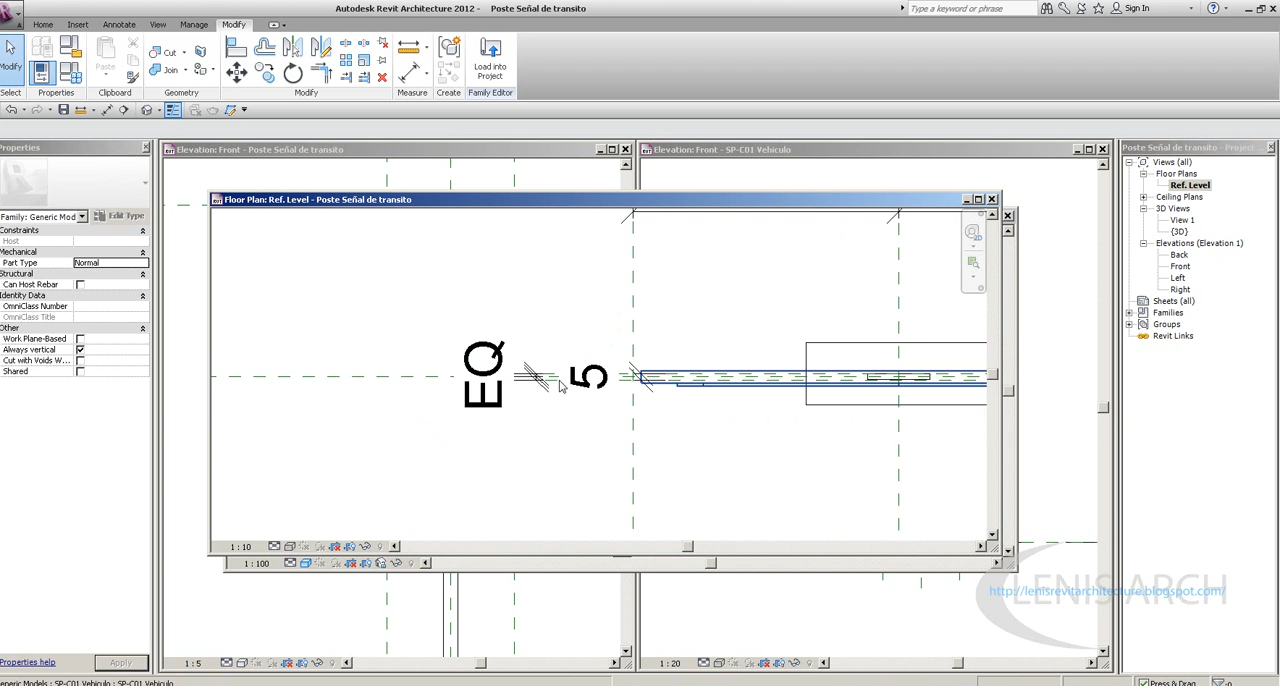 Autodesk Revit Architecture 2012 - Poste Señal de transito
Type a keyword or phrase
Sign In
Home Insert Annotate View Manage Modify
Modify
Paste
Cut
Join
Load into
Project
Select Properties Clipboard Geometry Modify Measure Create Family Editor
Properties
Family: Generic Mod
Edit Type
Constraints
Host
Mechanical
Part Type Normal
Structural
Can Host Rebar
Identity Data
OmniClass Number
OmniClass Title
Other
Work Plane-Based
Always vertical
Cut with Voids W...
Shared
Properties help
Apply
Elevation: Front - Poste Señal de transito
Elevation: Front - SP-C01 Vehiculo
Floor Plan: Ref. Level - Poste Señal de transito
EQ
5
2D
1 : 10
1 : 100
1 : 5
1 : 20
Poste Señal de transito - Project ...
Views (all)
Floor Plans
Ref. Level
Ceiling Plans
3D Views
View 1
{3D}
Elevations (Elevation 1)
Back
Front
Left
Right
Sheets (all)
Families
Groups
Revit Links
LENIS ARCH
http://lenisrevitarchitecture.blogspot.com/
eneric Models : SP-C01 Vehiculo : SP-C01 Vehiculo
Press & Drag